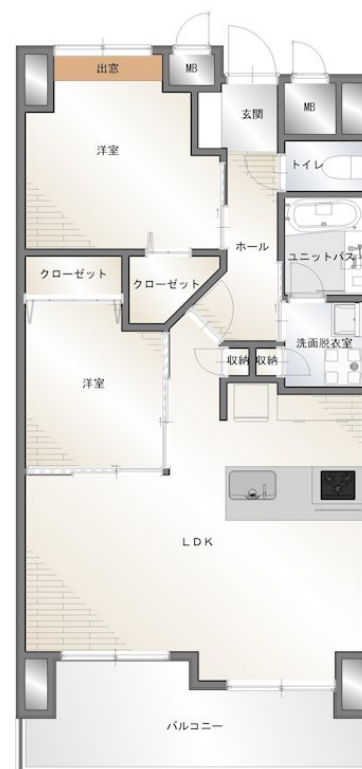 出窓
MB
MB
玄関
洋室
トイレ
ホール
ユニットバス
クローゼット
クローゼット
洗面脱衣室
収納
収納
洋室
LDK
バルコニー